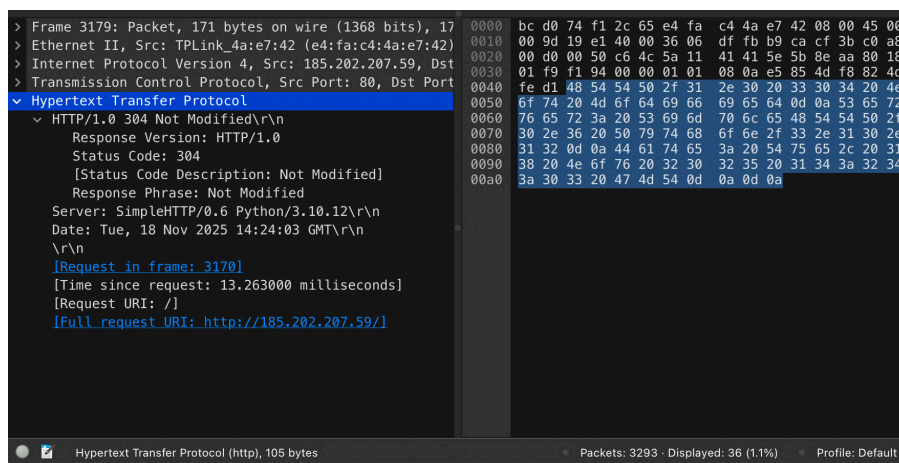 > Frame 3179: Packet, 171 bytes on wire (1368 bits), 17
> Ethernet II, Src: TPLink_4a:e7:42 (e4:fa:c4:4a:e7:42)
> Internet Protocol Version 4, Src: 185.202.207.59, Dst
> Transmission Control Protocol, Src Port: 80, Dst Port
Hypertext Transfer Protocol
HTTP/1.0 304 Not Modified\r\n
Response Version: HTTP/1.0
Status Code: 304
[Status Code Description: Not Modified]
Response Phrase: Not Modified
Server: SimpleHTTP/0.6 Python/3.10.12\r\n
Date: Tue, 18 Nov 2025 14:24:03 GMT\r\n
\r\n
[Request in frame: 3170]
[Time since request: 13.263000 milliseconds]
[Request URI: /]
[Full request URI: http://185.202.207.59/]
0000 bc d0 74 f1 2c 65 e4 fa c4 4a e7 42 08 00 45 00
0010 00 9d 19 e1 40 00 36 06 df fb b9 ca cf 3b c0 a8
0020 00 d0 00 50 c6 4c 5a 11 41 41 5e 5b 8e aa 80 18
0030 01 f9 f1 94 00 00 01 01 08 0a e5 85 4d f8 82 4d
0040 fe d1 48 54 54 50 2f 31 2e 30 20 33 30 34 20 4e
0050 6f 74 20 4d 6f 64 69 66 69 65 64 0d 0a 53 65 72
0060 76 65 72 3a 20 53 69 6d 70 6c 65 48 54 54 50 2f
0070 30 2e 36 20 50 79 74 68 6f 6e 2f 33 2e 31 30 2e
0080 31 32 0d 0a 44 61 74 65 3a 20 54 75 65 2c 20 31
0090 38 20 4e 6f 76 20 32 30 32 35 20 31 34 3a 32 34
00a0 3a 30 33 20 47 4d 54 0d 0a 0d 0a
Hypertext Transfer Protocol (http), 105 bytes
Packets: 3293 · Displayed: 36 (1.1%)
Profile: Default